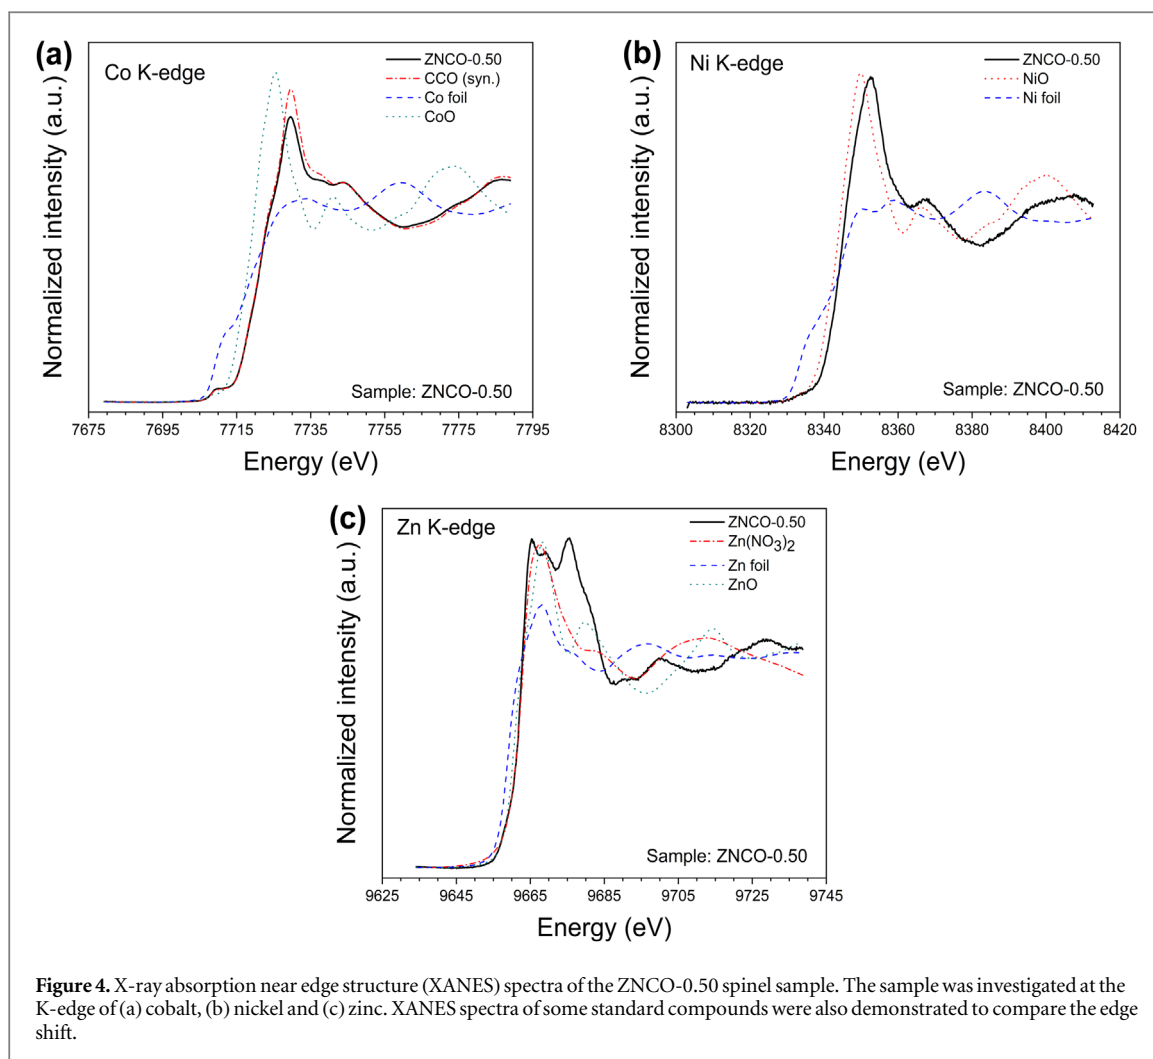 (a)
Co K-edge
ZNCO-0.50
CCO (syn.)
Co foil
CoO
Normalized intensity (a.u.)
Sample: ZNCO-0.50
7675 7695 7715 7735 7755 7775 7795
Energy (eV)
(b)
Ni K-edge
ZNCO-0.50
NiO
Ni foil
Normalized intensity (a.u.)
Sample: ZNCO-0.50
8300 8320 8340 8360 8380 8400 8420
Energy (eV)
(c)
Zn K-edge
ZNCO-0.50
Zn(NO3)2
Zn foil
ZnO
Normalized intensity (a.u.)
Sample: ZNCO-0.50
9625 9645 9665 9685 9705 9725 9745
Energy (eV)
Figure 4. X-ray absorption near edge structure (XANES) spectra of the ZNCO-0.50 spinel sample. The sample was investigated at the
K-edge of (a) cobalt, (b) nickel and (c) zinc. XANES spectra of some standard compounds were also demonstrated to compare the edge
shift.